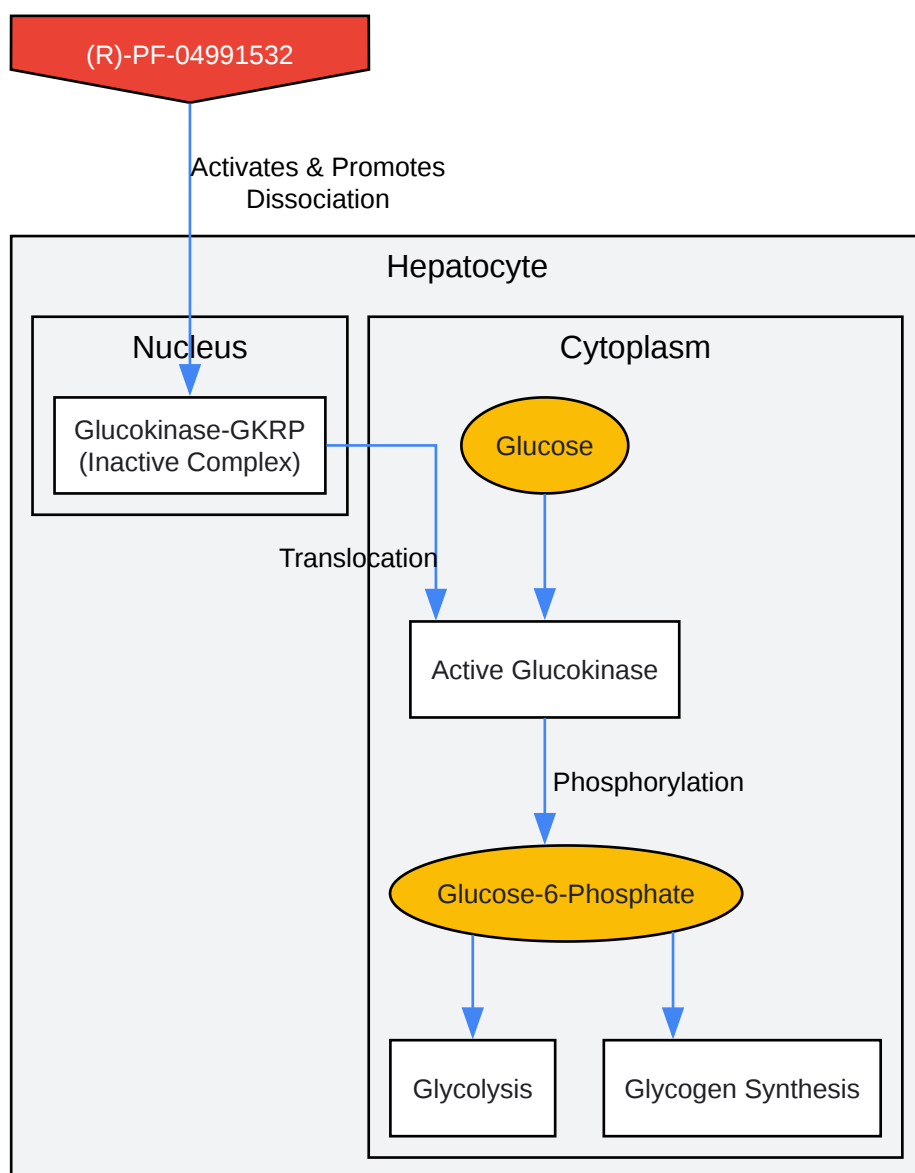 (R)-PF-04991532
Activates & Promotes
Dissociation
Hepatocyte
Nucleus
Cytoplasm
Glucokinase-GKRP
(Inactive Complex)
Glucose
Translocation
Active Glucokinase
Phosphorylation
Glucose-6-Phosphate
Glycolysis
Glycogen Synthesis